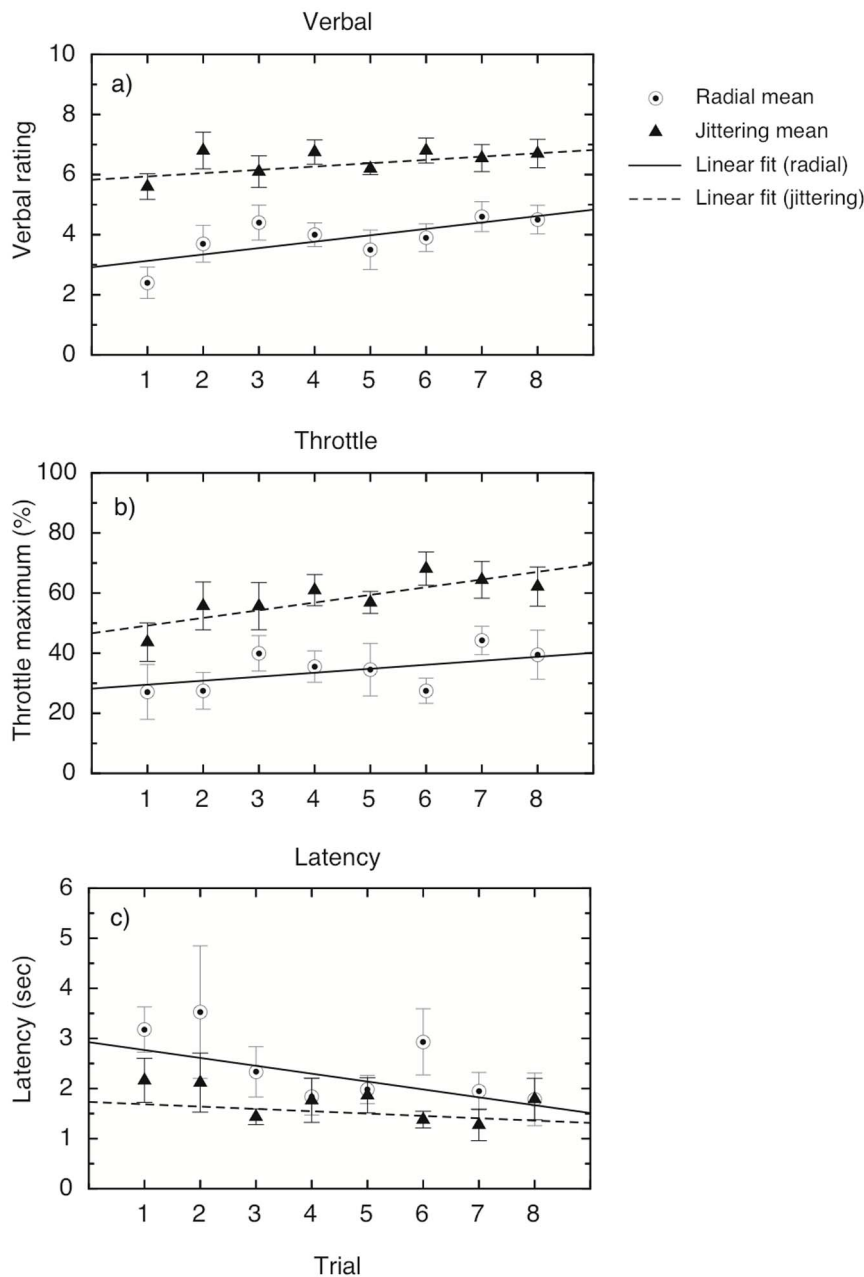 Verbal
10
8
6
4
2
0
a)
Verbal rating
1 2 3 4 5 6 7 8
Radial mean
Jittering mean
Linear fit (radial)
Linear fit (jittering)
Throttle
100
80
60
40
20
0
b)
Throttle maximum (%)
1 2 3 4 5 6 7 8
Latency
6
5
4
3
2
1
0
c)
Latency (sec)
1 2 3 4 5 6 7 8
Trial